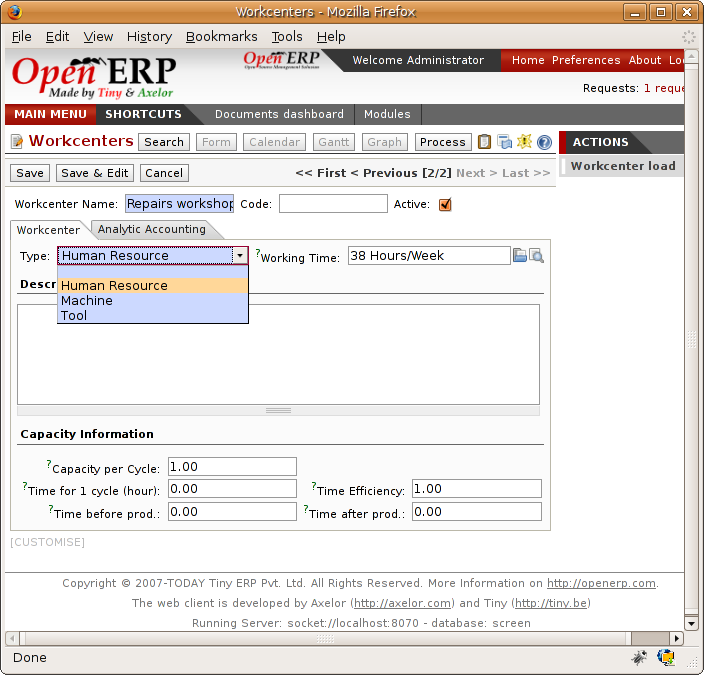 Workcenters - Mozilla Firefox
File Edit View History Bookmarks Tools Help
Open ERP
Made by Tiny & Axelor
Open ERP
Open Source Management Solution
Welcome Administrator
Home Preferences About
Requests: 1
MAIN MENU SHORTCUTS Documents dashboard Modules
Workcenters Search Form Calendar Gantt Graph Process
ACTIONS
Workcenter load
Save Save & Edit Cancel << First < Previous [2/2] Next > Last >>
Workcenter Name: Repairs workshop Code: Active:
Workcenter Analytic Accounting
Type: Human Resource ?Working Time: 38 Hours/Week
Descr
Human Resource
Machine
Tool
Capacity Information
?Capacity per Cycle: 1.00
?Time for 1 cycle (hour): 0.00 ?Time Efficiency: 1.00
?Time before prod.: 0.00 ?Time after prod.: 0.00
[CUSTOMISE]
Copyright © 2007-TODAY Tiny ERP Pvt. Ltd. All Rights Reserved. More Information on http://openerp.com.
The web client is developed by Axelor (http://axelor.com) and Tiny (http://tiny.be)
Running Server: socket://localhost:8070 - database: screen
Done